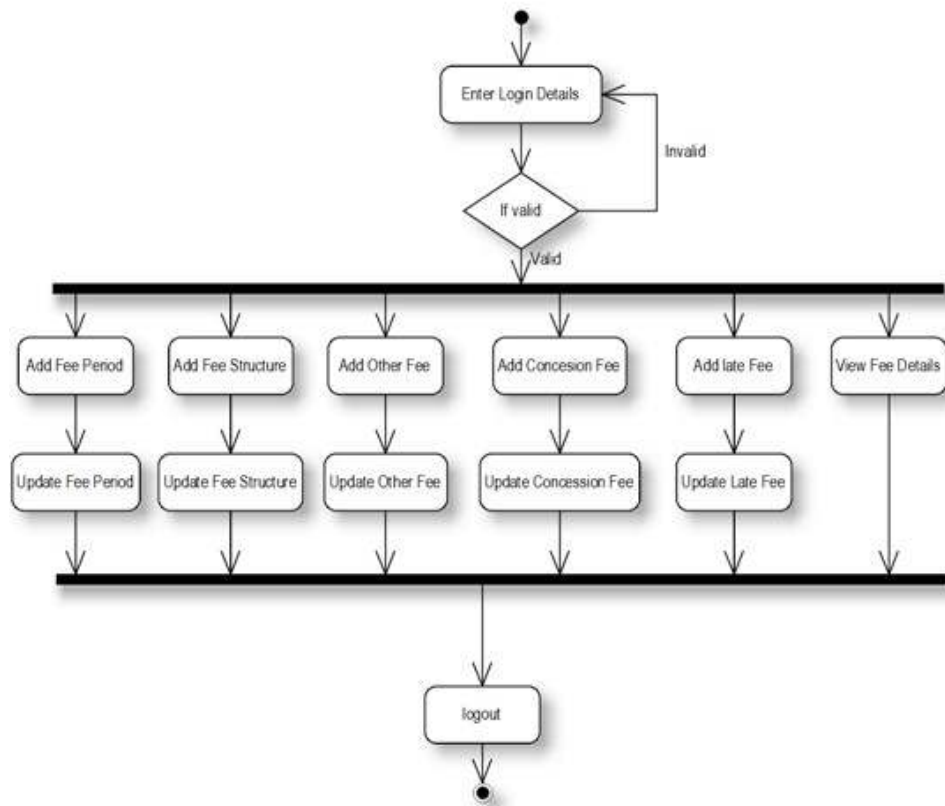 Enter Login Details
Invalid
If valid
Valid
Add Fee Period
Add Fee Structure
Add Other Fee
Add Concesion Fee
Add late Fee
View Fee Details
Update Fee Period
Update Fee Structure
Update Other Fee
Update Concession Fee
Update Late Fee
logout